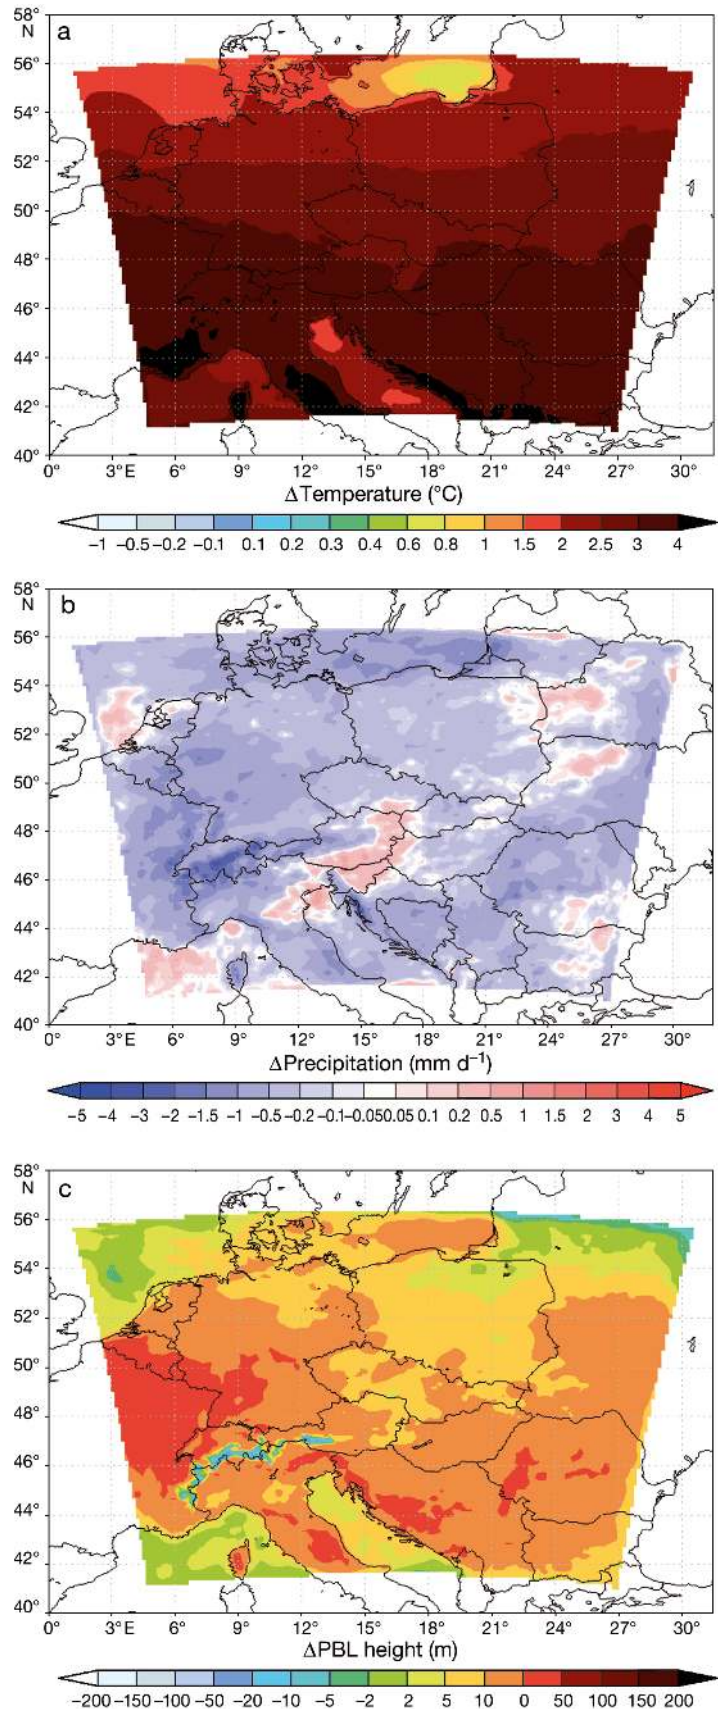 58°
N
a
56°
54°
52°
50°
48°
46°
44°
42°
40°
0° 3°E 6° 9° 12° 15° 18° 21° 24° 27° 30°
ΔTemperature (°C)
−1 −0.5 −0.2 −0.1 0.1 0.2 0.3 0.4 0.6 0.8 1 1.5 2 2.5 3 4
58°
N
b
56°
54°
52°
50°
48°
46°
44°
42°
40°
0° 3°E 6° 9° 12° 15° 18° 21° 24° 27° 30°
ΔPrecipitation (mm d⁻¹)
−5 −4 −3 −2 −1.5 −1 −0.5 −0.2 −0.1 −0.05 0.05 0.1 0.2 0.5 1 1.5 2 3 4 5
58°
N
c
56°
54°
52°
50°
48°
46°
44°
42°
40°
0° 3°E 6° 9° 12° 15° 18° 21° 24° 27° 30°
ΔPBL height (m)
−200 −150 −100 −50 −20 −10 −5 −2 2 5 10 0 50 100 150 200